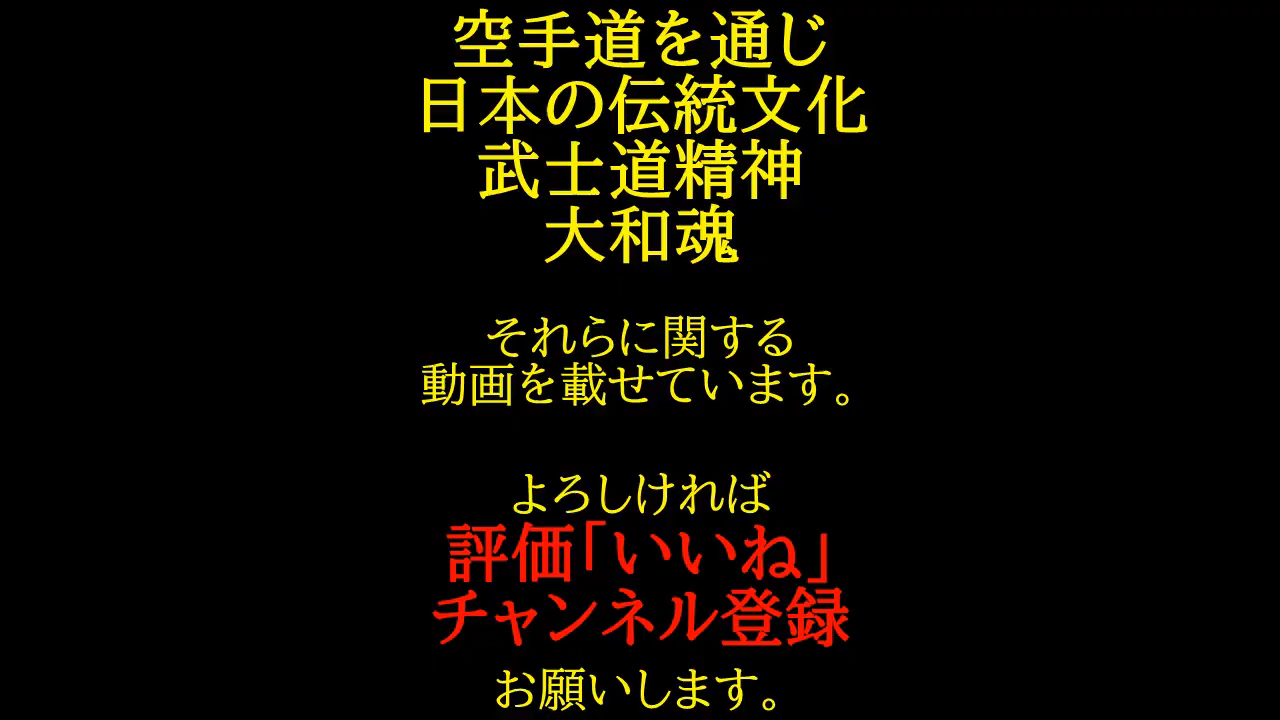 空手道を通じ
日本の伝統文化
武士道精神
大和魂
それらに関する
動画を載せています。
よろしければ
評価「いいね」
チャンネル登録
お願いします。